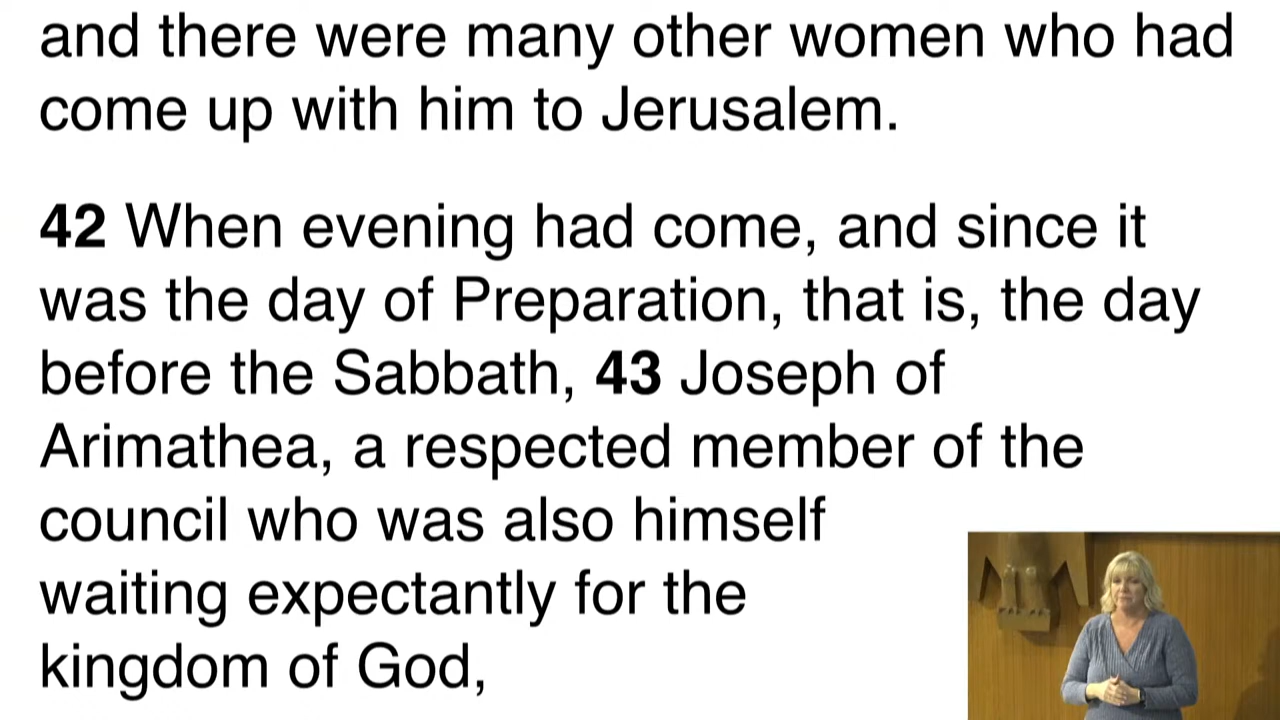 and there were many other women who had
come up with him to Jerusalem.
42 When evening had come, and since it
was the day of Preparation, that is, the day
before the Sabbath, 43 Joseph of
Arimathea, a respected member of the
council who was also himself
waiting expectantly for the
kingdom of God,